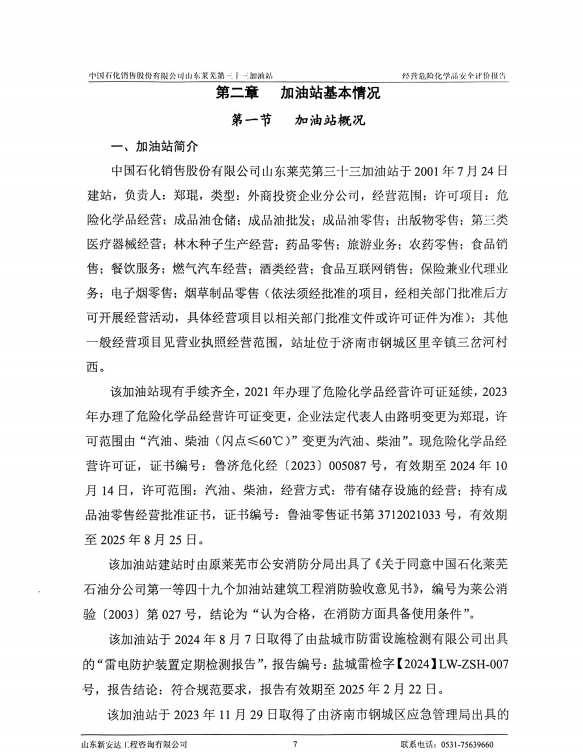 中国石化销售股份有限公司山东莱芜第三十三加油站 经营危险化学品安全评价报告
第二章 加油站基本情况
第一节 加油站概况
一、加油站简介
中国石化销售股份有限公司山东莱芜第三十三加油站于 2001 年 7 月 24 日
建站，负责人：郑琨，类型：外商投资企业分公司，经营范围：许可项目：危
险化学品经营；成品油仓储；成品油批发；成品油零售；出版物零售；第三类
医疗器械经营；林木种子生产经营；药品零售；旅游业务；农药零售；食品销
售；餐饮服务；燃气汽车经营；酒类经营；食品互联网销售；保险兼业代理业
务；电子烟零售；烟草制品零售（依法须经批准的项目，经相关部门批准后方
可开展经营活动，具体经营项目以相关部门批准文件或许可证件为准）；其他
一般经营项目见营业执照经营范围，站址位于济南市钢城区里辛镇三岔河村
西。
该加油站现有手续齐全，2021 年办理了危险化学品经营许可证延续，2023
年办理了危险化学品经营许可证变更，企业法定代表人由路明变更为郑琨，许
可范围由“汽油、柴油（闪点≤60℃）”变更为汽油、柴油”。现危险化学品经
营许可证，证书编号：鲁济危化经〔2023〕005087 号，有效期至 2024 年 10
月 14 日，许可范围：汽油、柴油，经营方式：带有储存设施的经营；持有成
品油零售经营批准证书，证书编号：鲁油零售证书第 3712021033 号，有效期
至 2025 年 8 月 25 日。
该加油站建站时由原莱芜市公安消防分局出具了《关于同意中国石化莱芜
石油分公司第一等四十九个加油站建筑工程消防验收意见书》，编号为莱公消
验〔2003〕第 027 号，结论为“认为合格，在消防方面具备使用条件”。
该加油站于 2024 年 8 月 7 日取得了由盐城市防雷设施检测有限公司出具
的“雷电防护装置定期检测报告”，报告编号：盐城雷检字【2024】LW-ZSH-007
号，报告结论：符合规范要求，报告有效期至 2025 年 2 月 22 日。
该加油站于 2023 年 11 月 29 日取得了由济南市钢城区应急管理局出具的
山东新安达工程咨询有限公司 7 联系电话：0531-75639660